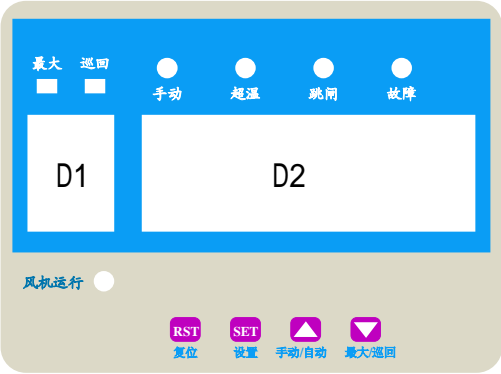 最大 巡回
手动 超温 跳闸 故障
D1 D2
风机运行
RST SET
复位 设置 手动/自动 最大/巡回